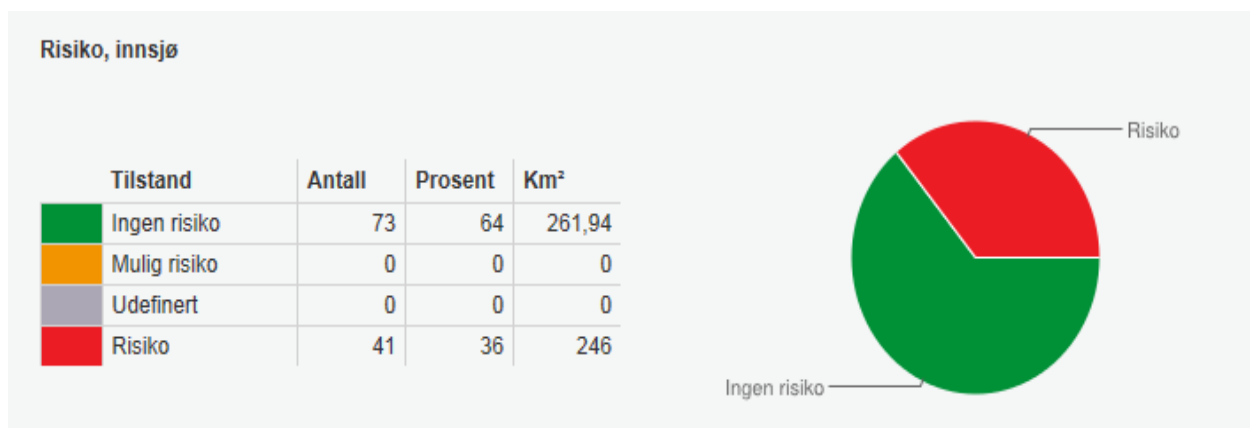 Risiko, innsjø
Tilstand Antall Prosent Km²
Ingen risiko 73 64 261,94
Mulig risiko 0 0 0
Udefinert 0 0 0
Risiko 41 36 246
Risiko
Ingen risiko